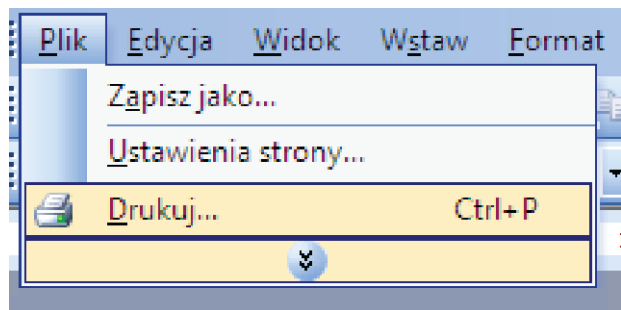 Plik Edycja Widok Wstaw Format
Zapisz jako...
Ustawienia strony...
Drukuj... Ctrl+P